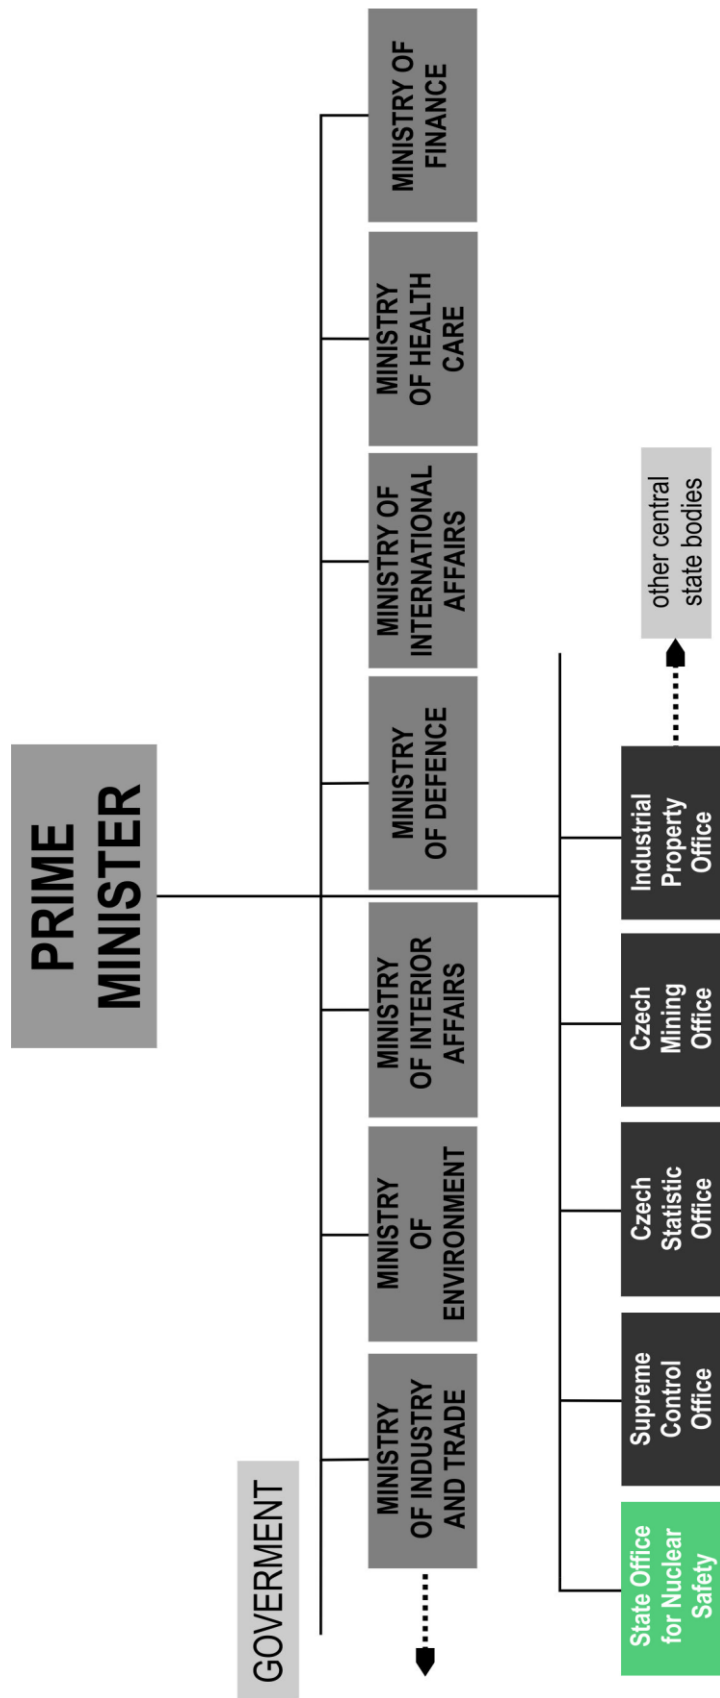 PRIME
MINISTER
GOVERMENT
MINISTRY
OF INDUSTRY
AND TRADE
MINISTRY
OF
ENVIRONMENT
MINISTRY
OF INTERIOR
AFFAIRS
MINISTRY
OF DEFENCE
MINISTRY OF
INTERNATIONAL
AFFAIRS
MINISTRY
OF HEALTH
CARE
MINISTRY OF
FINANCE
State Office
for Nuclear
Safety
Supreme
Control
Office
Czech
Statistic
Office
Czech
Mining
Office
Industrial
Property
Office
other central
state bodies